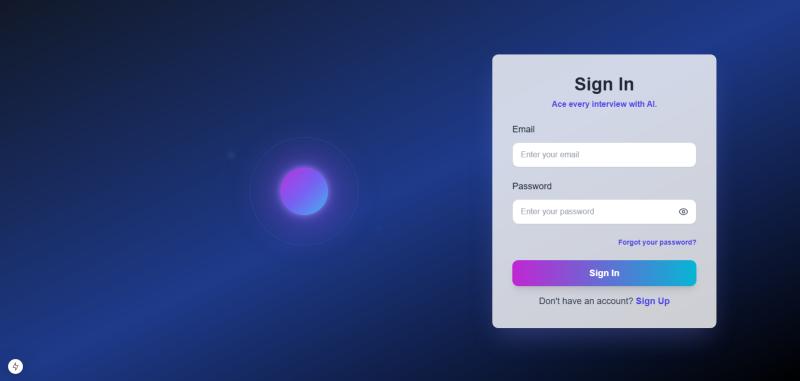 Sign In
Ace every interview with AI.
Email
Enter your email
Password
Enter your password
Forgot your password?
Sign In
Don't have an account? Sign Up